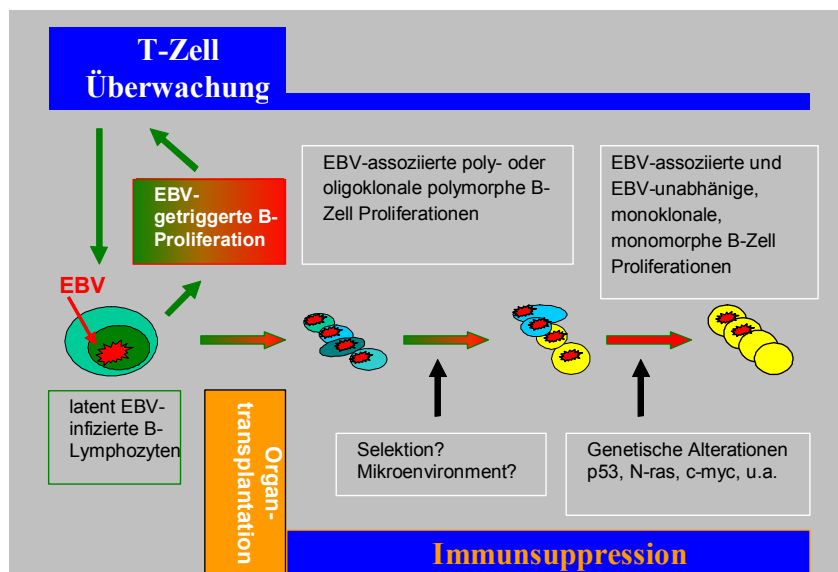 T-Zell
Überwachung
EBV-
getriggerte B-
Proliferation
EBV-assoziierte poly- oder
oligoklonale polymorphe B-
Zell Proliferationen
EBV-assoziierte und
EBV-unabhänige,
monoklonale,
monomorphe B-Zell
Proliferationen
EBV
latent EBV-
infizierte B-
Lymphozyten
Organ-
transplantation
Selektion?
Mikroenvironment?
Genetische Alterationen
p53, N-ras, c-myc, u.a.
Immunsuppression